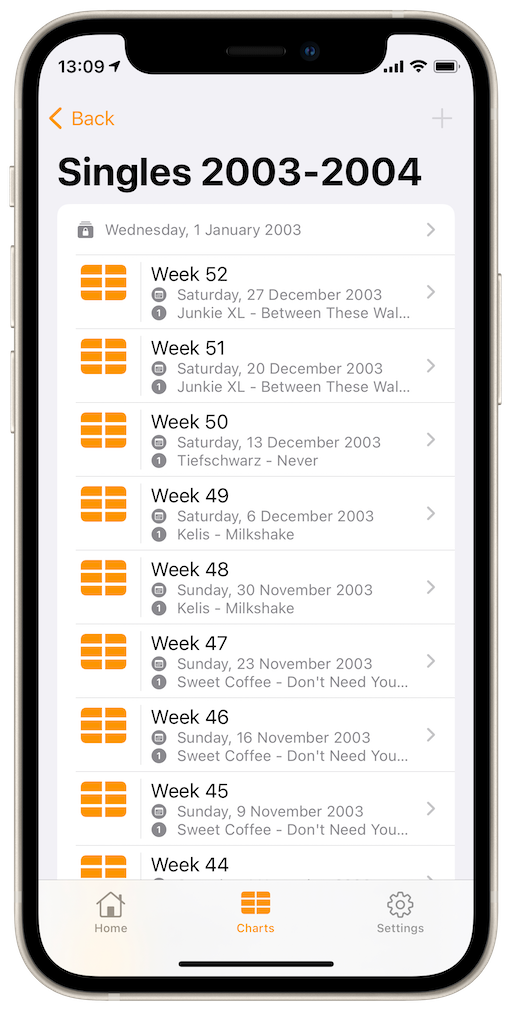 13:09
Back
Singles 2003-2004
Wednesday, 1 January 2003
Week 52
Saturday, 27 December 2003
1 Junkie XL - Between These Wal...
Week 51
Saturday, 20 December 2003
1 Junkie XL - Between These Wal...
Week 50
Saturday, 13 December 2003
1 Tiefschwarz - Never
Week 49
Saturday, 6 December 2003
1 Kelis - Milkshake
Week 48
Sunday, 30 November 2003
1 Kelis - Milkshake
Week 47
Sunday, 23 November 2003
1 Sweet Coffee - Don't Need You...
Week 46
Sunday, 16 November 2003
1 Sweet Coffee - Don't Need You...
Week 45
Sunday, 9 November 2003
1 Sweet Coffee - Don't Need You...
Week 44
Home Charts Settings